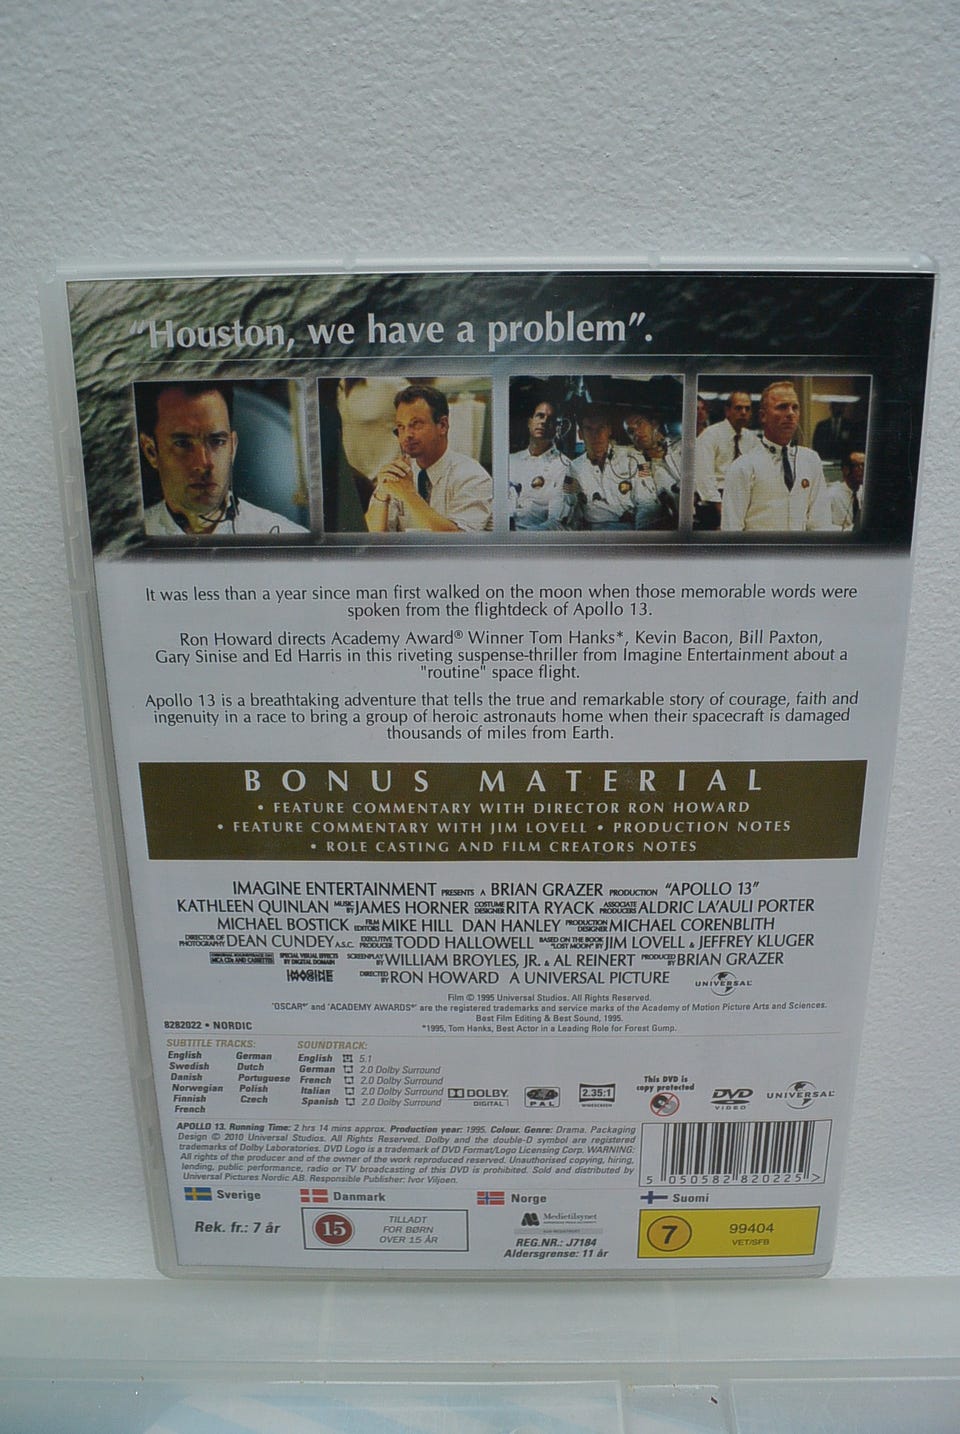 "Houston, we have a problem".
It was less than a year since man first walked on the moon when those memorable words were
spoken from the flightdeck of Apollo 13.
Ron Howard directs Academy Award® Winner Tom Hanks*, Kevin Bacon, Bill Paxton,
Gary Sinise and Ed Harris in this riveting suspense-thriller from Imagine Entertainment about a
"routine" space flight.
Apollo 13 is a breathtaking adventure that tells the true and remarkable story of courage, faith and
ingenuity in a race to bring a group of heroic astronauts home when their spacecraft is damaged
thousands of miles from Earth.
BONUS MATERIAL
• FEATURE COMMENTARY WITH DIRECTOR RON HOWARD
• FEATURE COMMENTARY WITH JIM LOVELL • PRODUCTION NOTES
• ROLE CASTING AND FILM CREATORS NOTES
IMAGINE ENTERTAINMENT PRESENTS A BRIAN GRAZER PRODUCTION "APOLLO 13"
KATHLEEN QUINLAN MUSIC BY JAMES HORNER COSTUME DESIGNER RITA RYACK ASSOCIATE PRODUCERS ALDRIC LA'AULI PORTER
MICHAEL BOSTICK FILM EDITORS MIKE HILL DAN HANLEY PRODUCTION DESIGNER MICHAEL CORENBLITH
DIRECTOR OF PHOTOGRAPHY DEAN CUNDEY A.S.C. EXECUTIVE PRODUCER TODD HALLOWELL BASED ON THE BOOK "LOST MOON" BY JIM LOVELL & JEFFREY KLUGER
ORIGINAL SOUNDTRACK ON MCA CDs AND CASSETTES SPECIAL VISUAL EFFECTS BY DIGITAL DOMAIN SCREENPLAY BY WILLIAM BROYLES, JR. & AL REINERT PRODUCED BY BRIAN GRAZER
IMAGINE DIRECTED BY RON HOWARD A UNIVERSAL PICTURE UNIVERSAL
Film © 1995 Universal Studios. All Rights Reserved.
'OSCAR®' and 'ACADEMY AWARDS®' are the registered trademarks and service marks of the Academy of Motion Picture Arts and Sciences.
Best Film Editing & Best Sound, 1995.
*1995, Tom Hanks, Best Actor in a Leading Role for Forest Gump.
8282022 • NORDIC
SUBTITLE TRACKS:
English German
Swedish Dutch
Danish Portuguese
Norwegian Polish
Finnish Czech
French
SOUNDTRACK:
English 5.1
German 2.0 Dolby Surround
French 2.0 Dolby Surround
Italian 2.0 Dolby Surround
Spanish 2.0 Dolby Surround
DOLBY
DIGITAL
PAL
2.35:1
WIDESCREEN
This DVD is
copy protected
DVD
VIDEO
UNIVERSAL
APOLLO 13. Running Time: 2 hrs 14 mins approx. Production year: 1995. Colour. Genre: Drama. Packaging
Design © 2010 Universal Studios. All Rights Reserved. Dolby and the double-D symbol are registered
trademarks of Dolby Laboratories. DVD Logo is a trademark of DVD Format/Logo Licensing Corp. WARNING:
All rights of the producer and of the owner of the work reproduced reserved. Unauthorised copying, hiring,
lending, public performance, radio or TV broadcasting of this DVD is prohibited. Sold and distributed by
Universal Pictures Nordic AB. Responsible Publisher: Ivor Viljoen.
5 050582 820225 >
Sverige
Rek. fr.: 7 år
Danmark
15
TILLADT
FOR BØRN
OVER 15 ÅR
Norge
Medietilsynet
REG.NR.: J7184
Aldersgrense: 11 år
Suomi
7
99404
VET/SFB